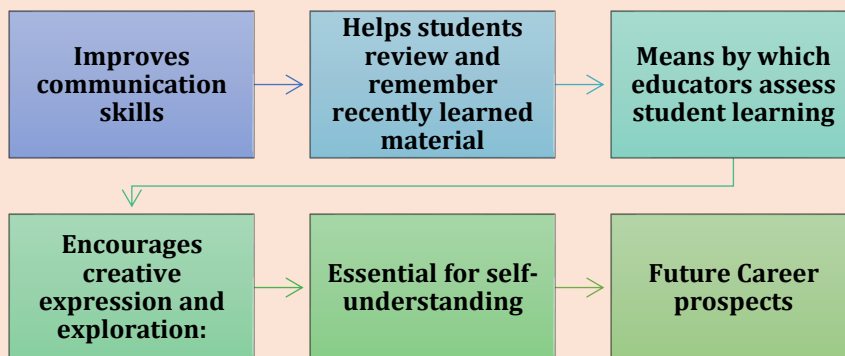 Improves
communication
skills
Helps students
review and
remember
recently learned
material
Means by which
educators assess
student learning
Encourages
creative
expression and
exploration:
Essential for self-
understanding
Future Career
prospects